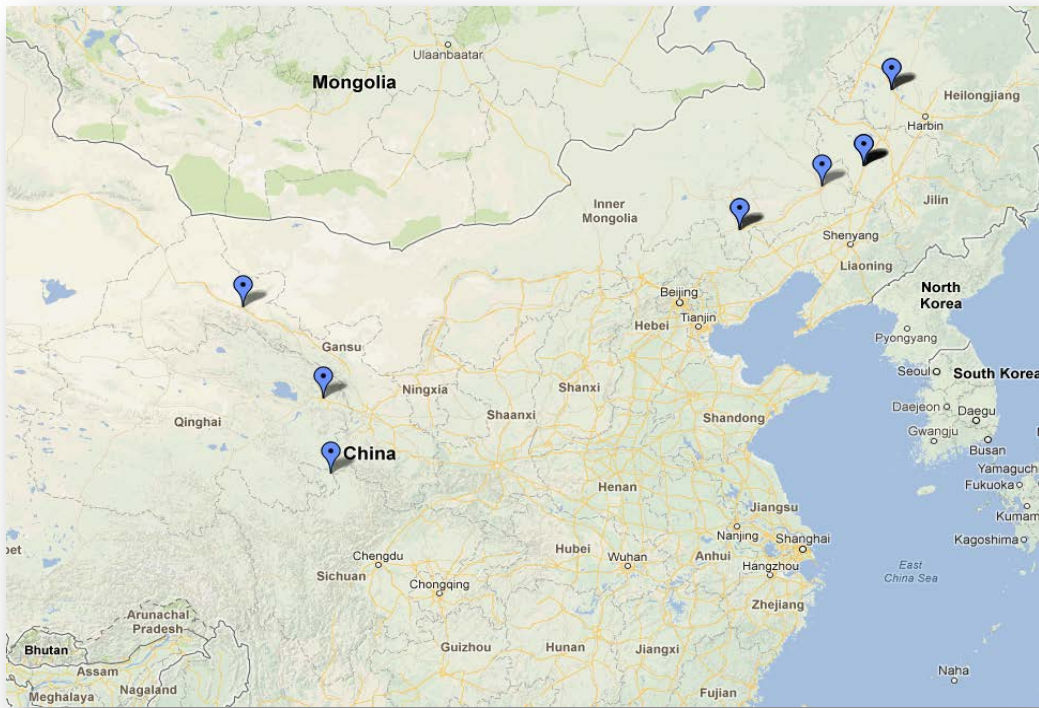 Ulaanbaatar
Mongolia
Heilongjiang
Harbin
Inner
Mongolia
Jilin
Shenyang
Liaoning
North
Korea
Beijing
Tianjin
Hebei
Pyongyang
Gansu
Seoul
South Korea
Ningxia
Shanxi
Daejeon
Daegu
Qinghai
Shaanxi
Shandong
Gwangju
Busan
China
Yamaguch
Fukuoka
Henan
Jiangsu
Kumam
Nanjing
Shanghai
Kagoshima
pet
Chengdu
Hubei
Wuhan
Anhui
Hangzhou
East
China Sea
Sichuan
Chongqing
Zhejiang
Arunachal
Pradesh
Bhutan
Guizhou
Hunan
Jiangxi
Assam
Naha
Nagaland
Meghalaya
Fujian